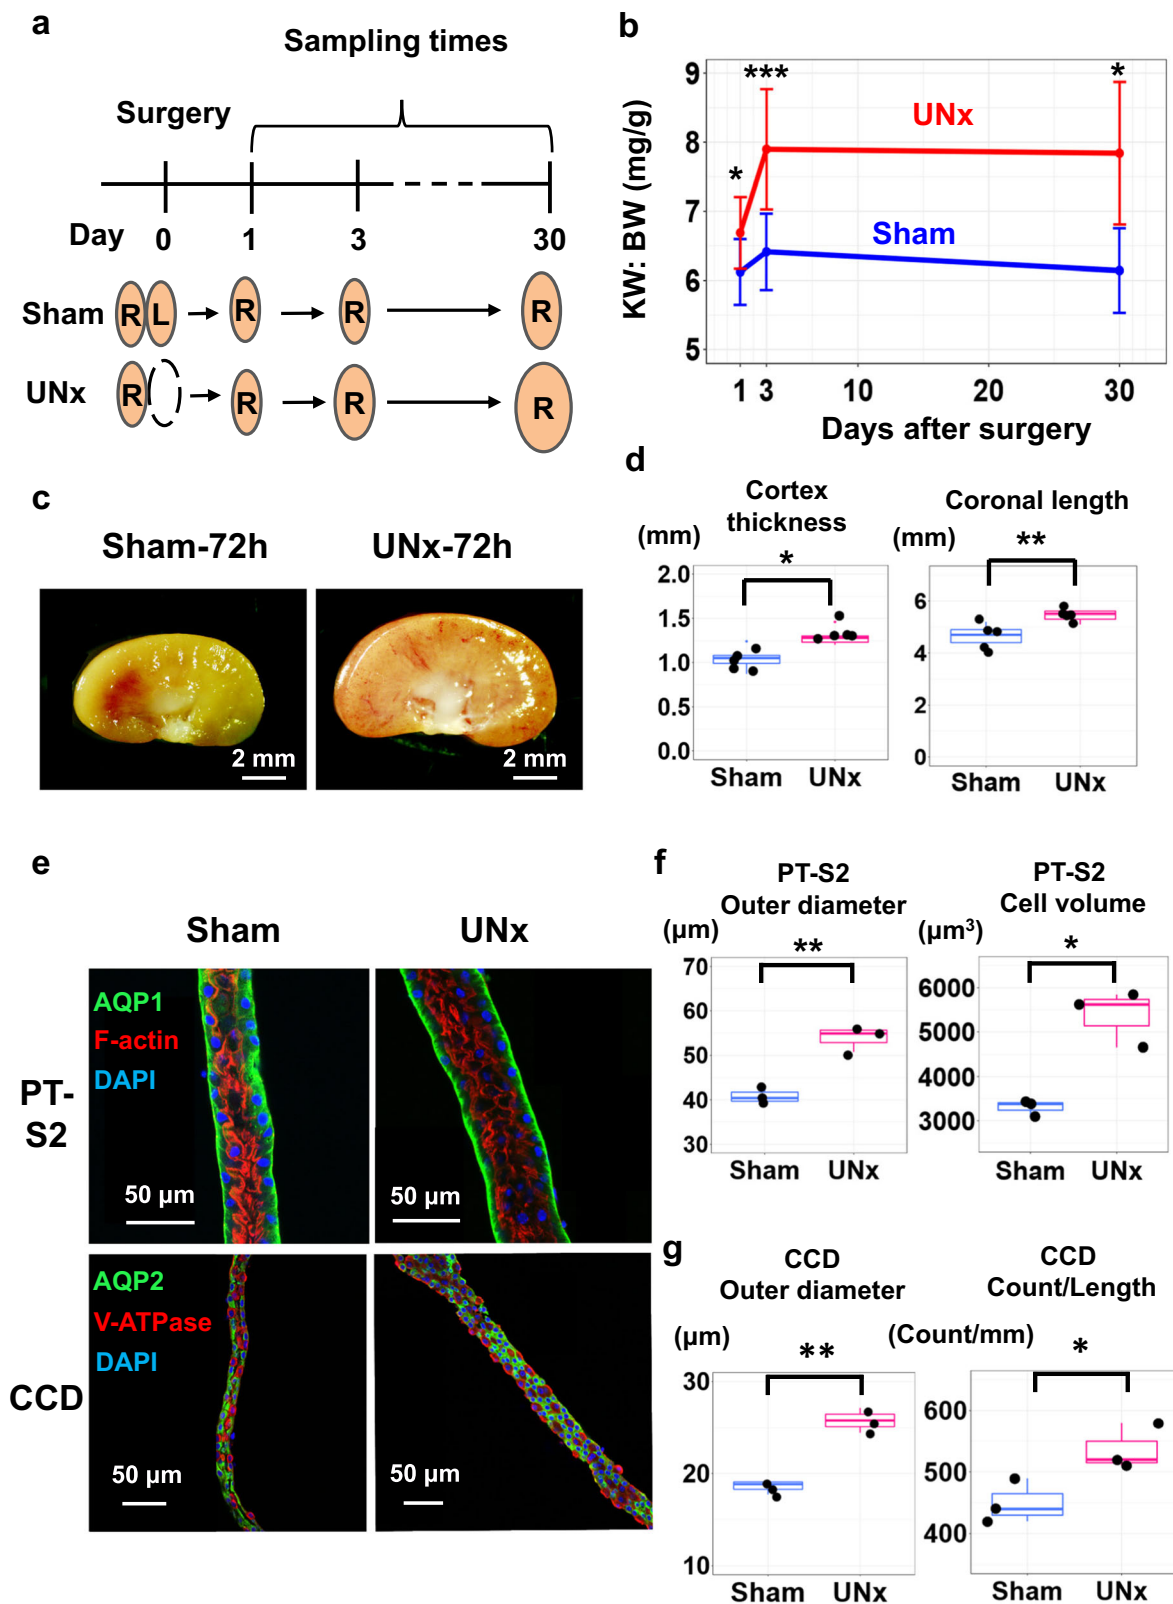 a
Sampling times
Surgery
Day 0 1 3 30
Sham R L R R R
UNx R R R R
b
KW: BW (mg/g)
9
8
7
6
5
*
***
*
UNx
Sham
1 3 10 20 30
Days after surgery
c
Sham-72h
UNx-72h
2 mm
2 mm
d
Cortex
thickness
(mm)
*
2.0
1.5
1.0
0.5
0.0
Sham UNx
Coronal length
(mm)
**
6
4
2
0
Sham UNx
e
Sham
UNx
PT-
S2
AQP1
F-actin
DAPI
50 µm
50 µm
CCD
AQP2
V-ATPase
DAPI
50 µm
50 µm
f
PT-S2
Outer diameter
(µm)
**
70
60
50
40
30
Sham UNx
PT-S2
Cell volume
(µm³)
*
6000
5000
4000
3000
Sham UNx
g
CCD
Outer diameter
(µm)
**
30
20
10
Sham UNx
CCD
Count/Length
(Count/mm)
*
600
500
400
Sham UNx